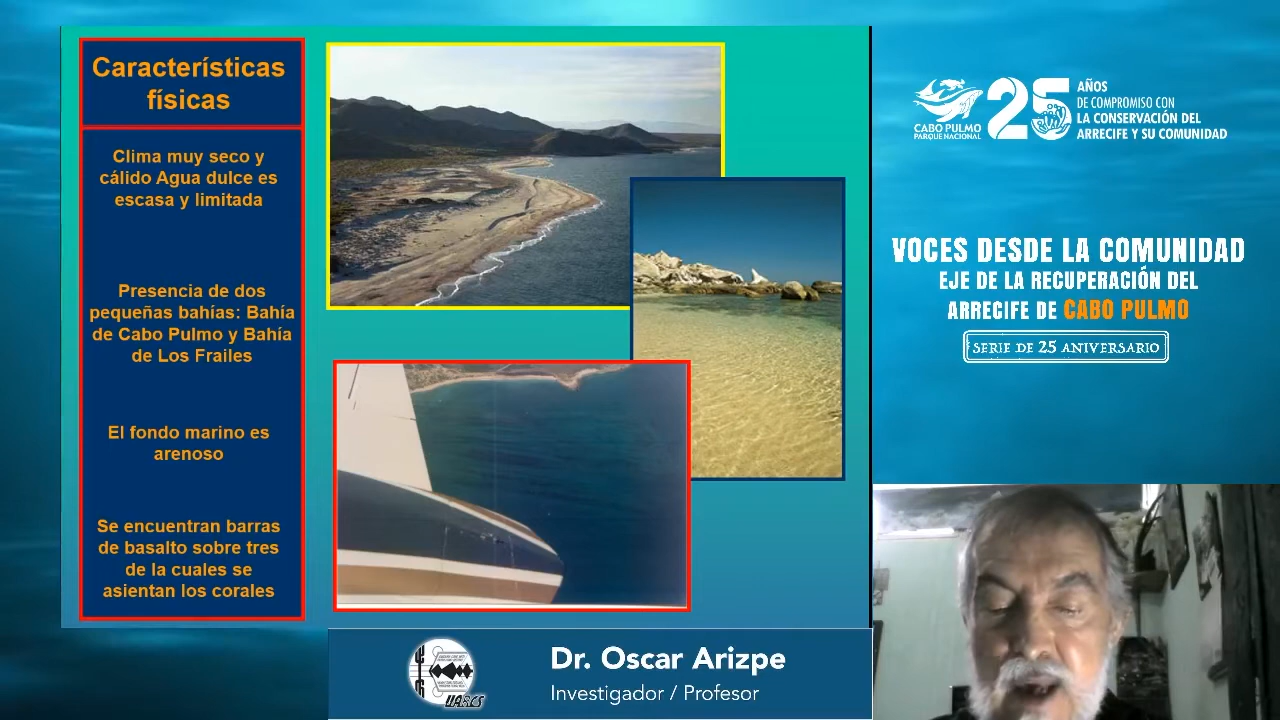 Características
físicas
Clima muy seco y
cálido Agua dulce es
escasa y limitada
Presencia de dos
pequeñas bahías: Bahía
de Cabo Pulmo y Bahía
de Los Frailes
El fondo marino es
arenoso
Se encuentran barras
de basalto sobre tres
de la cuales se
asientan los corales
CABO PULMO
PARQUE NACIONAL
25
AÑOS
DE COMPROMISO CON
LA CONSERVACIÓN DEL
ARRECIFE Y SU COMUNIDAD
VOCES DESDE LA COMUNIDAD
EJE DE LA RECUPERACIÓN DEL
ARRECIFE DE CABO PULMO
SERIE DE 25 ANIVERSARIO
UABCS
Dr. Oscar Arizpe
Investigador / Profesor